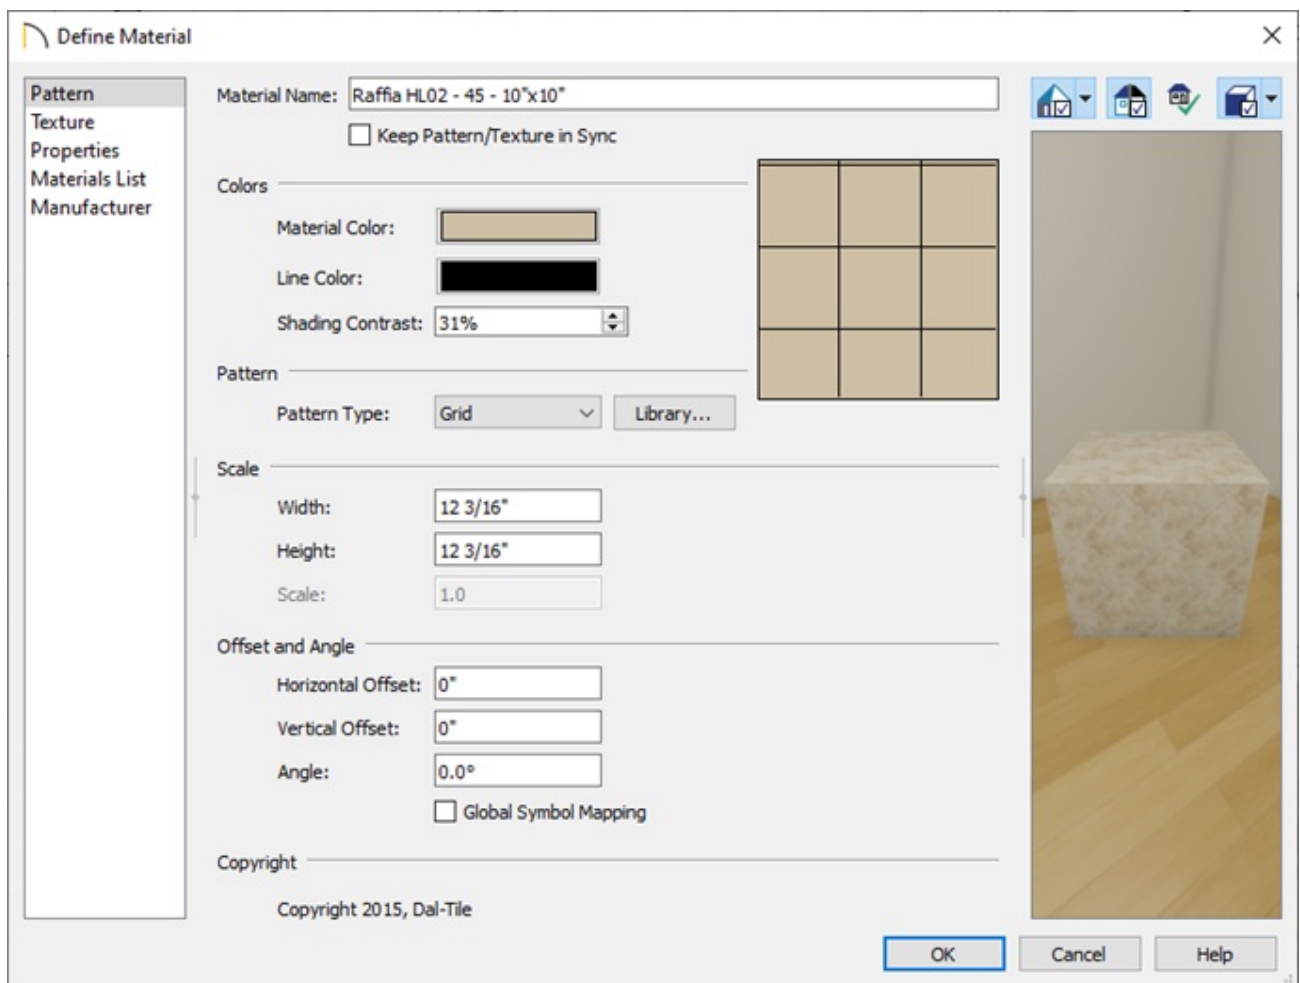 Define Material
Pattern
Texture
Properties
Materials List
Manufacturer
Material Name: Raffia HL02 - 45 - 10"x10"
Keep Pattern/Texture in Sync
Colors
Material Color:
Line Color:
Shading Contrast: 31%
Pattern
Pattern Type: Grid Library...
Scale
Width: 12 3/16"
Height: 12 3/16"
Scale: 1.0
Offset and Angle
Horizontal Offset: 0"
Vertical Offset: 0"
Angle: 0.0°
Global Symbol Mapping
Copyright
Copyright 2015, Dal-Tile
OK Cancel Help